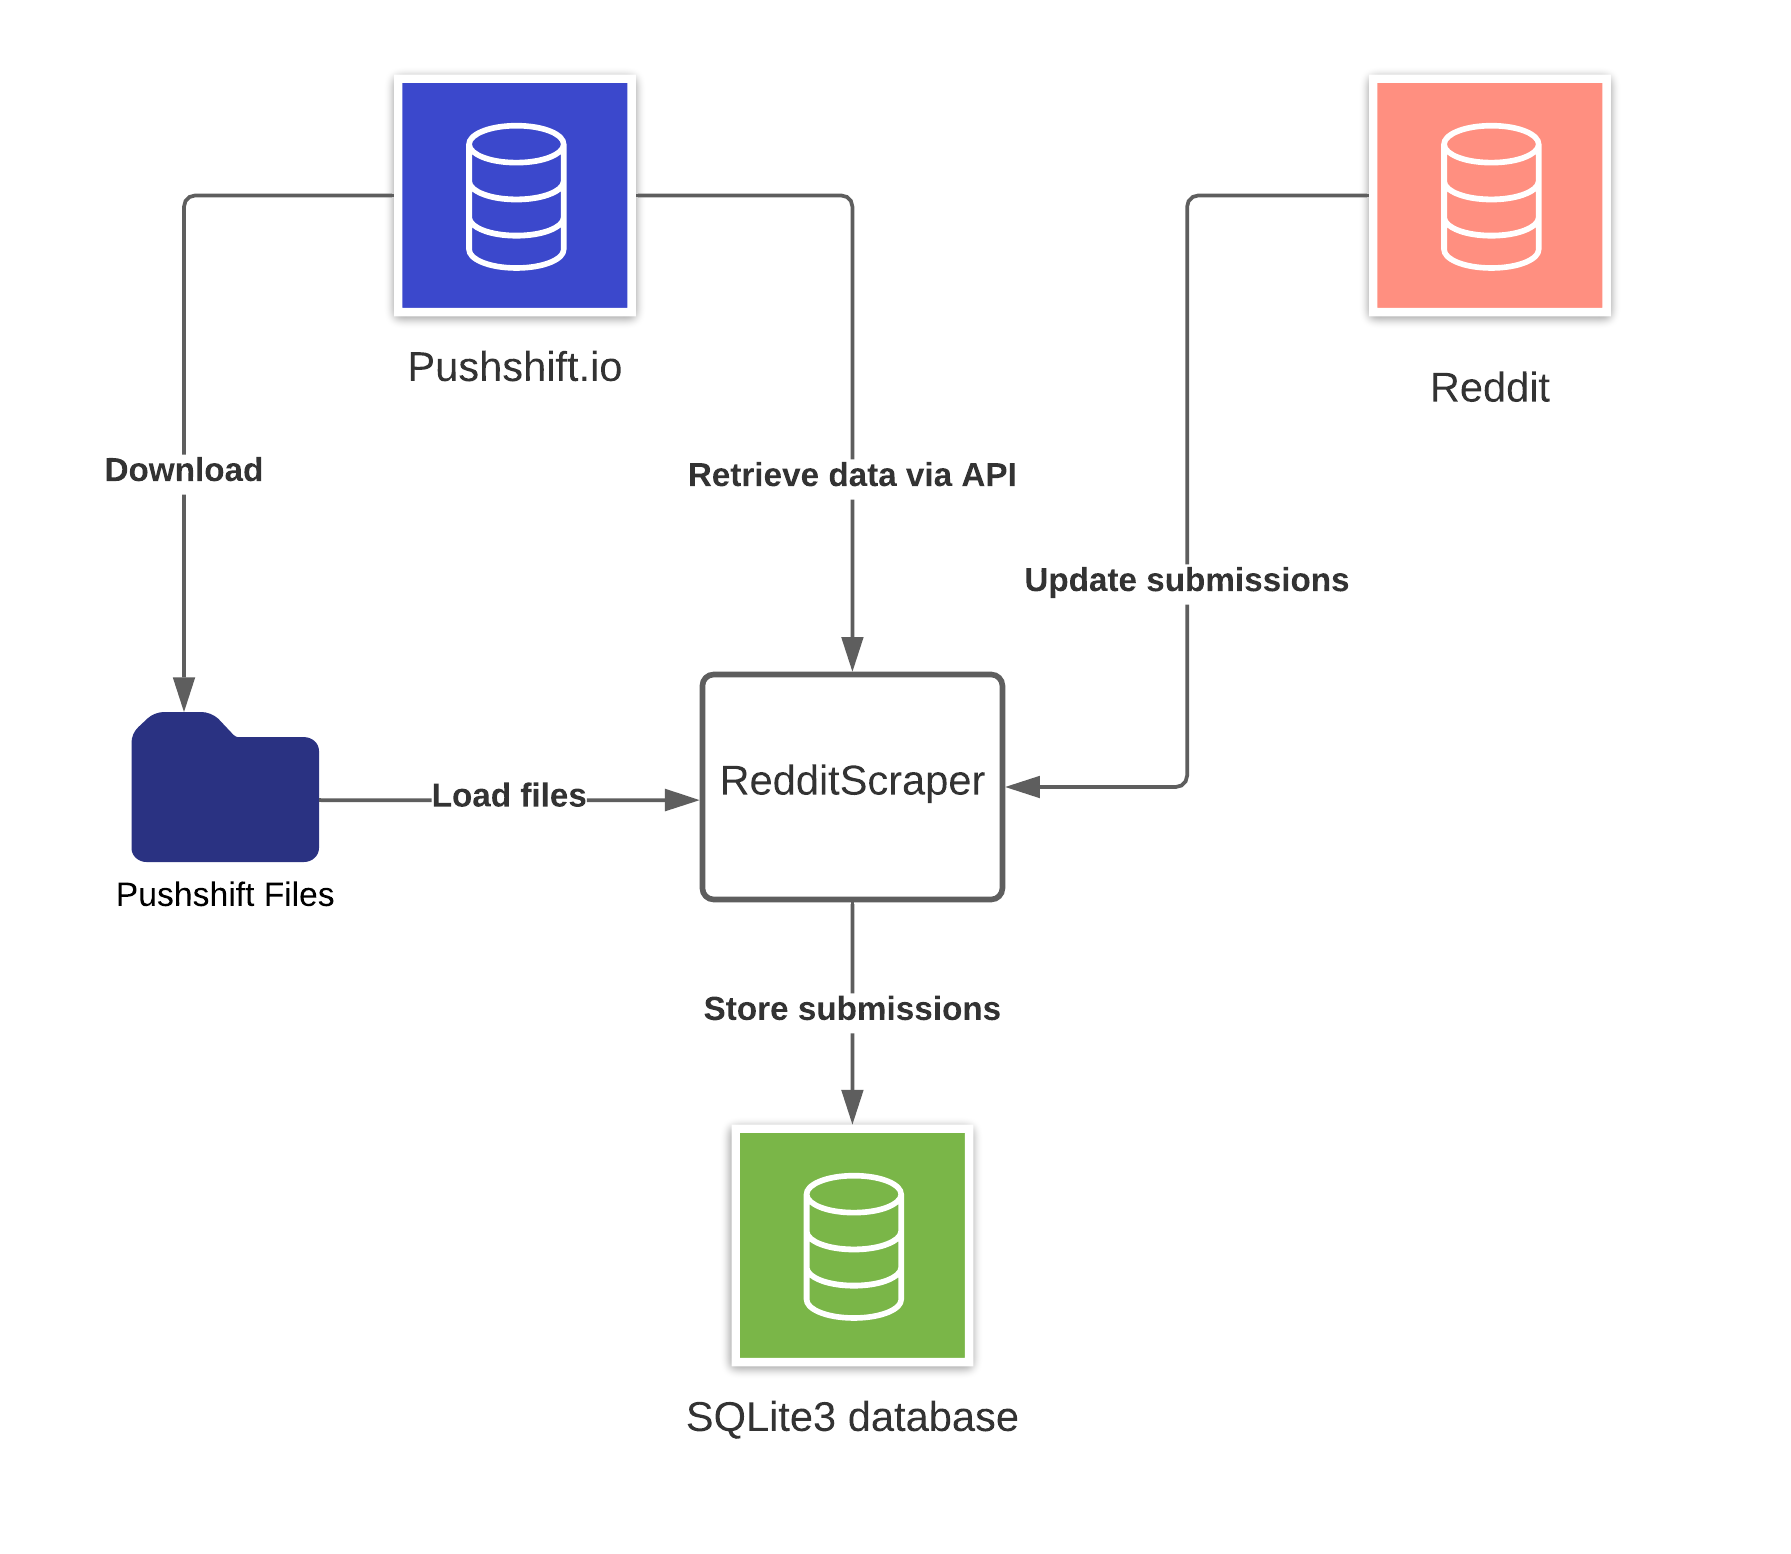 Pushshift.io
Reddit
Download
Retrieve data via API
Update submissions
RedditScraper
Load files
Pushshift Files
Store submissions
SQLite3 database